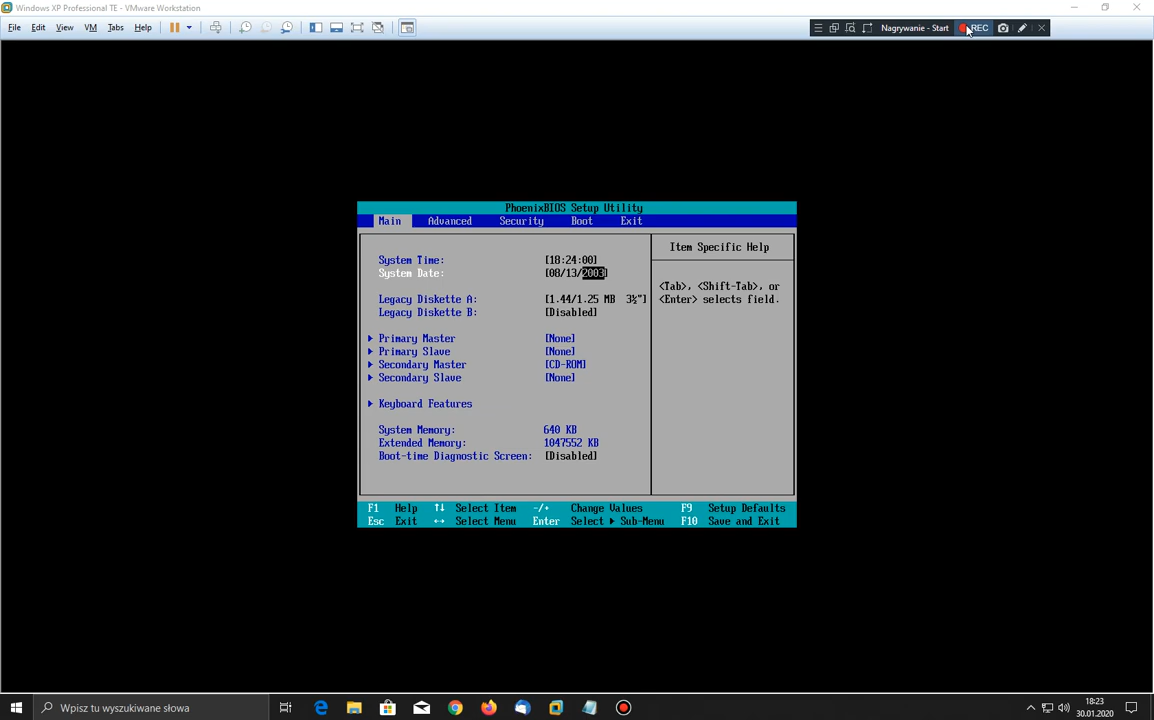 Windows XP Professional TE - VMware Workstation
File Edit View VM Tabs Help
Nagrywanie - Start REC
PhoenixBIOS Setup Utility
Main Advanced Security Boot Exit
Item Specific Help
System Time: [18:24:00]
System Date: [08/13/2003]
<Tab>, <Shift-Tab>, or
<Enter> selects field.
Legacy Diskette A: [1.44/1.25 MB 3½"]
Legacy Diskette B: [Disabled]
Primary Master [None]
Primary Slave [None]
Secondary Master [CD-ROM]
Secondary Slave [None]
Keyboard Features
System Memory: 640 KB
Extended Memory: 1047552 KB
Boot-time Diagnostic Screen: [Disabled]
F1 Help ↑↓ Select Item -/+ Change Values F9 Setup Defaults
Esc Exit ↔ Select Menu Enter Select ▶ Sub-Menu F10 Save and Exit
Wpisz tu wyszukiwane słowa
18:23
30.01.2020